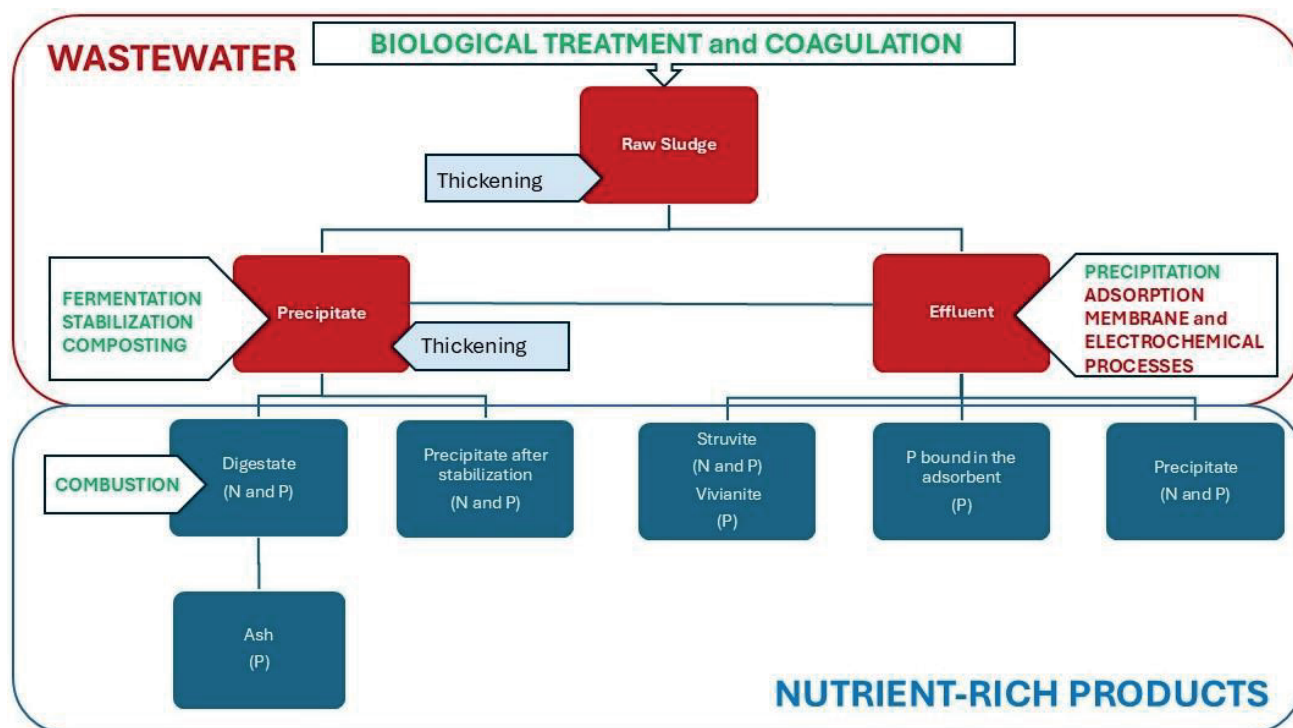 WASTEWATER
BIOLOGICAL TREATMENT and COAGULATION
Raw Sludge
Thickening
FERMENTATION
STABILIZATION
COMPOSTING
Precipitate
Thickening
Effluent
PRECIPITATION
ADSORPTION
MEMBRANE and
ELECTROCHEMICAL
PROCESSES
COMBUSTION
Digestate
(N and P)
Precipitate after
stabilization
(N and P)
Struvite
(N and P)
Vivianite
(P)
P bound in the
adsorbent
(P)
Precipitate
(N and P)
Ash
(P)
NUTRIENT-RICH PRODUCTS